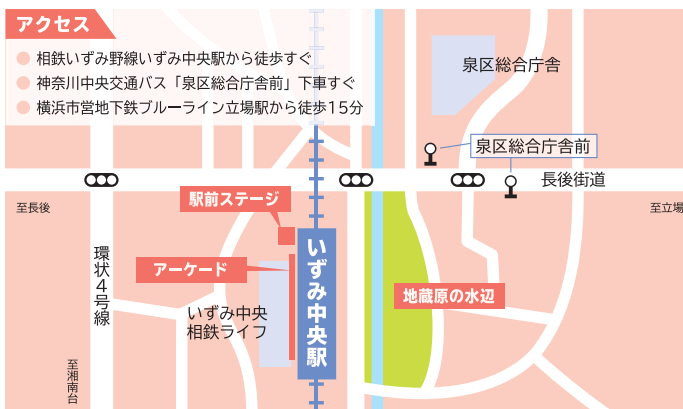 アクセス
相鉄いずみ野線いずみ中央駅から徒歩すぐ
神奈川中央交通バス「泉区総合庁舎前」下車すぐ
横浜市営地下鉄ブルーライン立場駅から徒歩15分
泉区総合庁舎
泉区総合庁舎前
長後街道
至長後
至立場
駅前ステージ
環状4号線
アーケード
いずみ中央駅
地蔵原の水辺
いずみ中央
相鉄ライフ
至湘南台